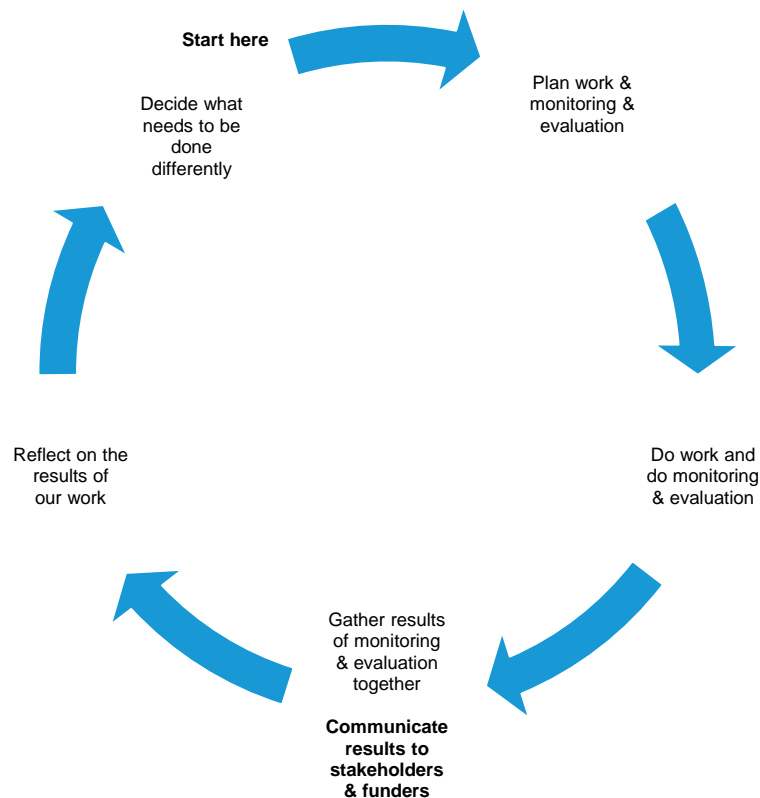 Start here
Plan work &
monitoring &
evaluation
Do work and
do monitoring
& evaluation
Gather results
of monitoring
& evaluation
together
Communicate
results to
stakeholders
& funders
Reflect on the
results of
our work
Decide what
needs to be
done
differently